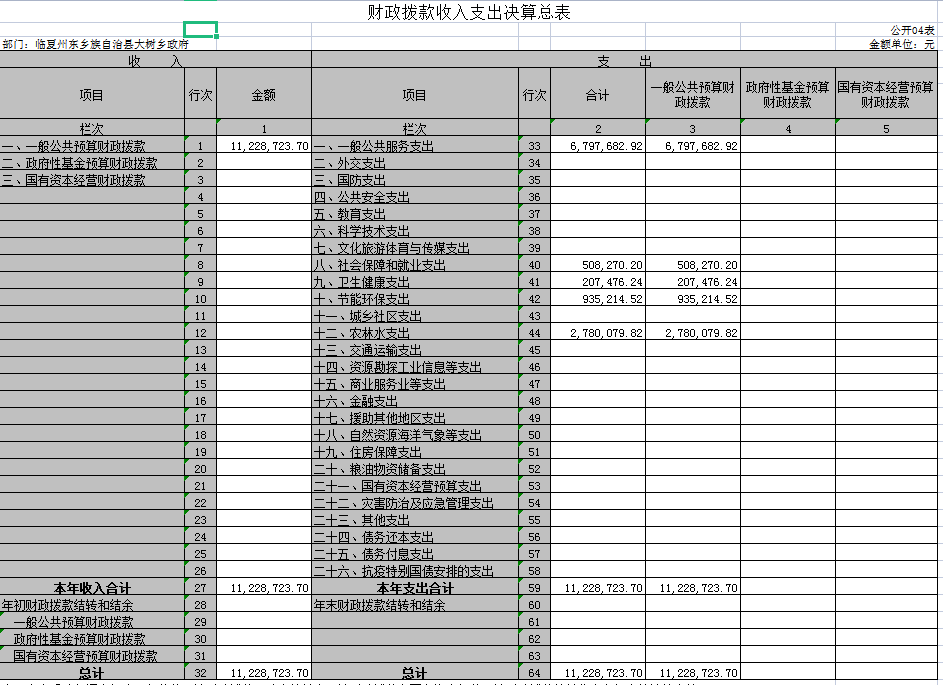 财政拨款收入支出决算总表
公开04表
部门：临夏州东乡族自治县大树乡政府 金额单位：元
收 入 支 出
项目 行次 金额 项目 行次 合计 一般公共预算财政拨款 政府性基金预算财政拨款 国有资本经营预算财政拨款
栏次 1 栏次 2 3 4 5
一、一般公共预算财政拨款 1 11,228,723.70 一、一般公共服务支出 33 6,797,682.92 6,797,682.92
二、政府性基金预算财政拨款 2 二、外交支出 34
三、国有资本经营财政拨款 3 三、国防支出 35
4 四、公共安全支出 36
5 五、教育支出 37
6 六、科学技术支出 38
7 七、文化旅游体育与传媒支出 39
8 八、社会保障和就业支出 40 508,270.20 508,270.20
9 九、卫生健康支出 41 207,476.24 207,476.24
10 十、节能环保支出 42 935,214.52 935,214.52
11 十一、城乡社区支出 43
12 十二、农林水支出 44 2,780,079.82 2,780,079.82
13 十三、交通运输支出 45
14 十四、资源勘探工业信息等支出 46
15 十五、商业服务业等支出 47
16 十六、金融支出 48
17 十七、援助其他地区支出 49
18 十八、自然资源海洋气象等支出 50
19 十九、住房保障支出 51
20 二十、粮油物资储备支出 52
21 二十一、国有资本经营预算支出 53
22 二十二、灾害防治及应急管理支出 54
23 二十三、其他支出 55
24 二十四、债务还本支出 56
25 二十五、债务付息支出 57
26 二十六、抗疫特别国债安排的支出 58
本年收入合计 27 11,228,723.70 本年支出合计 59 11,228,723.70 11,228,723.70
年初财政拨款结转和结余 28 年末财政拨款结转和结余 60
一般公共预算财政拨款 29 61
政府性基金预算财政拨款 30 62
国有资本经营预算财政拨款 31 63
总计 32 11,228,723.70 总计 64 11,228,723.70 11,228,723.70